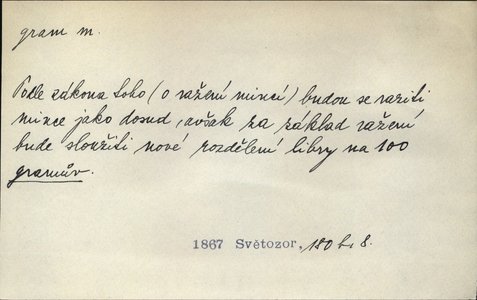 gram m.
Podle zákona toho (o ražení mincí) budou se raziti
mince jako dosud, avšak za základ ražení
bude sloužiti nové rozdělení libry na 100
gramův.
1867 Světozor, 180 b. 8.